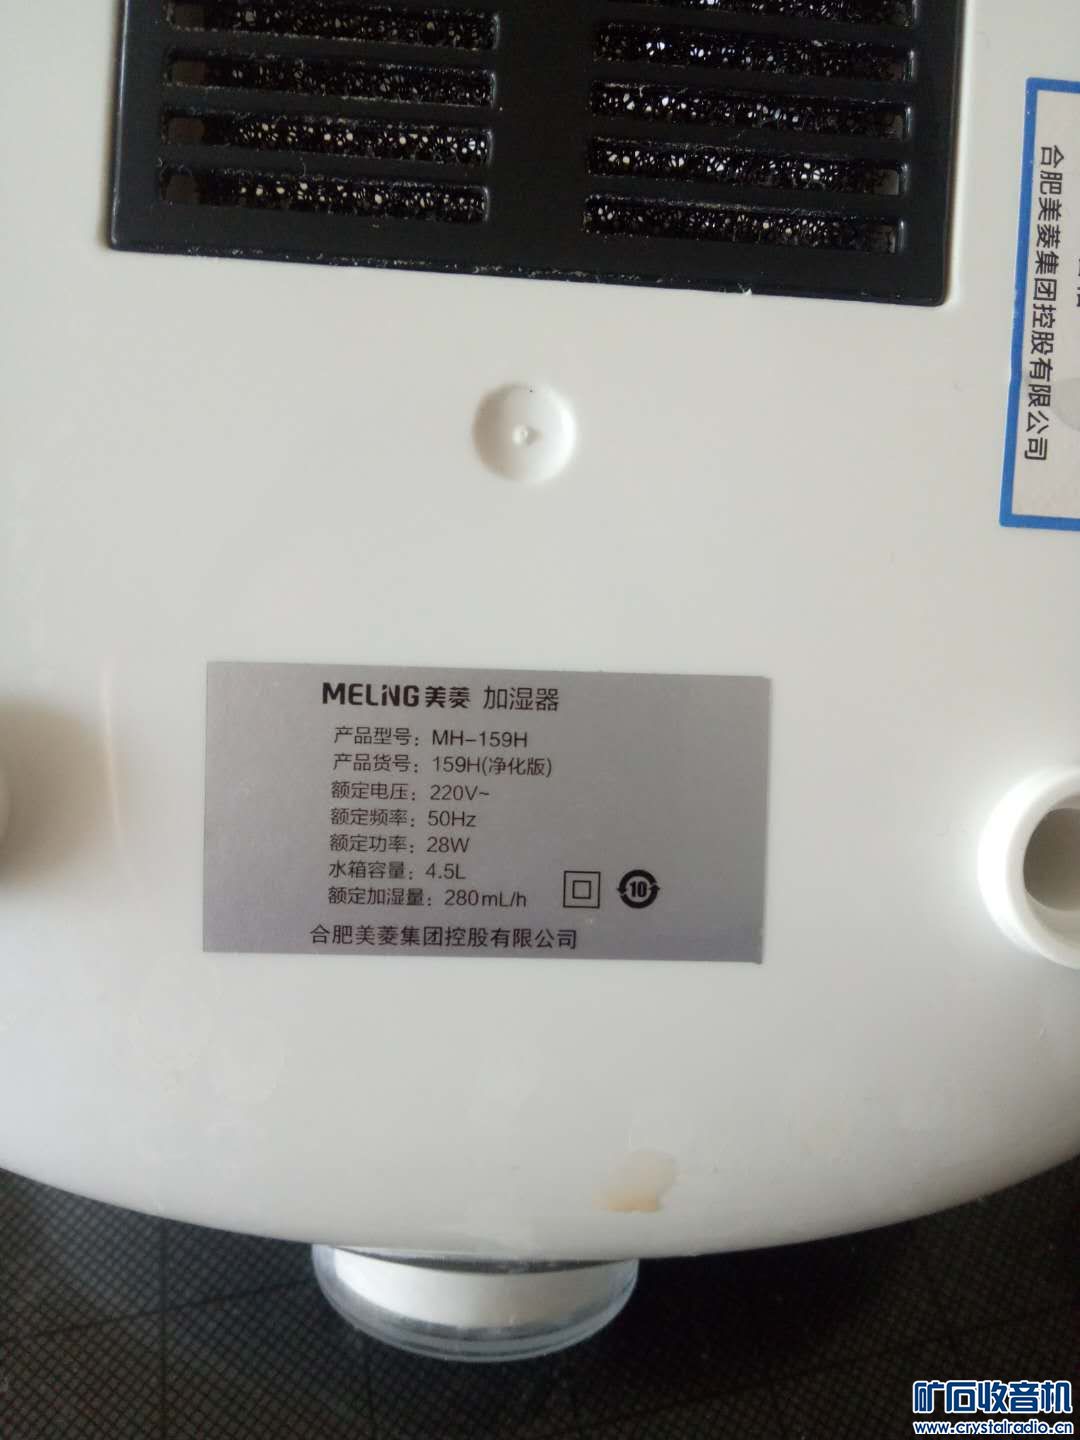 合肥美菱集团控股有限公司
MELING美菱 加湿器
产品型号：MH-159H
产品货号：159H(净化版)
额定电压：220V~
额定频率：50Hz
额定功率：28W
水箱容量：4.5L
额定加湿量：280mL/h
10
合肥美菱集团控股有限公司
矿石收音机
www.crystalradio.cn